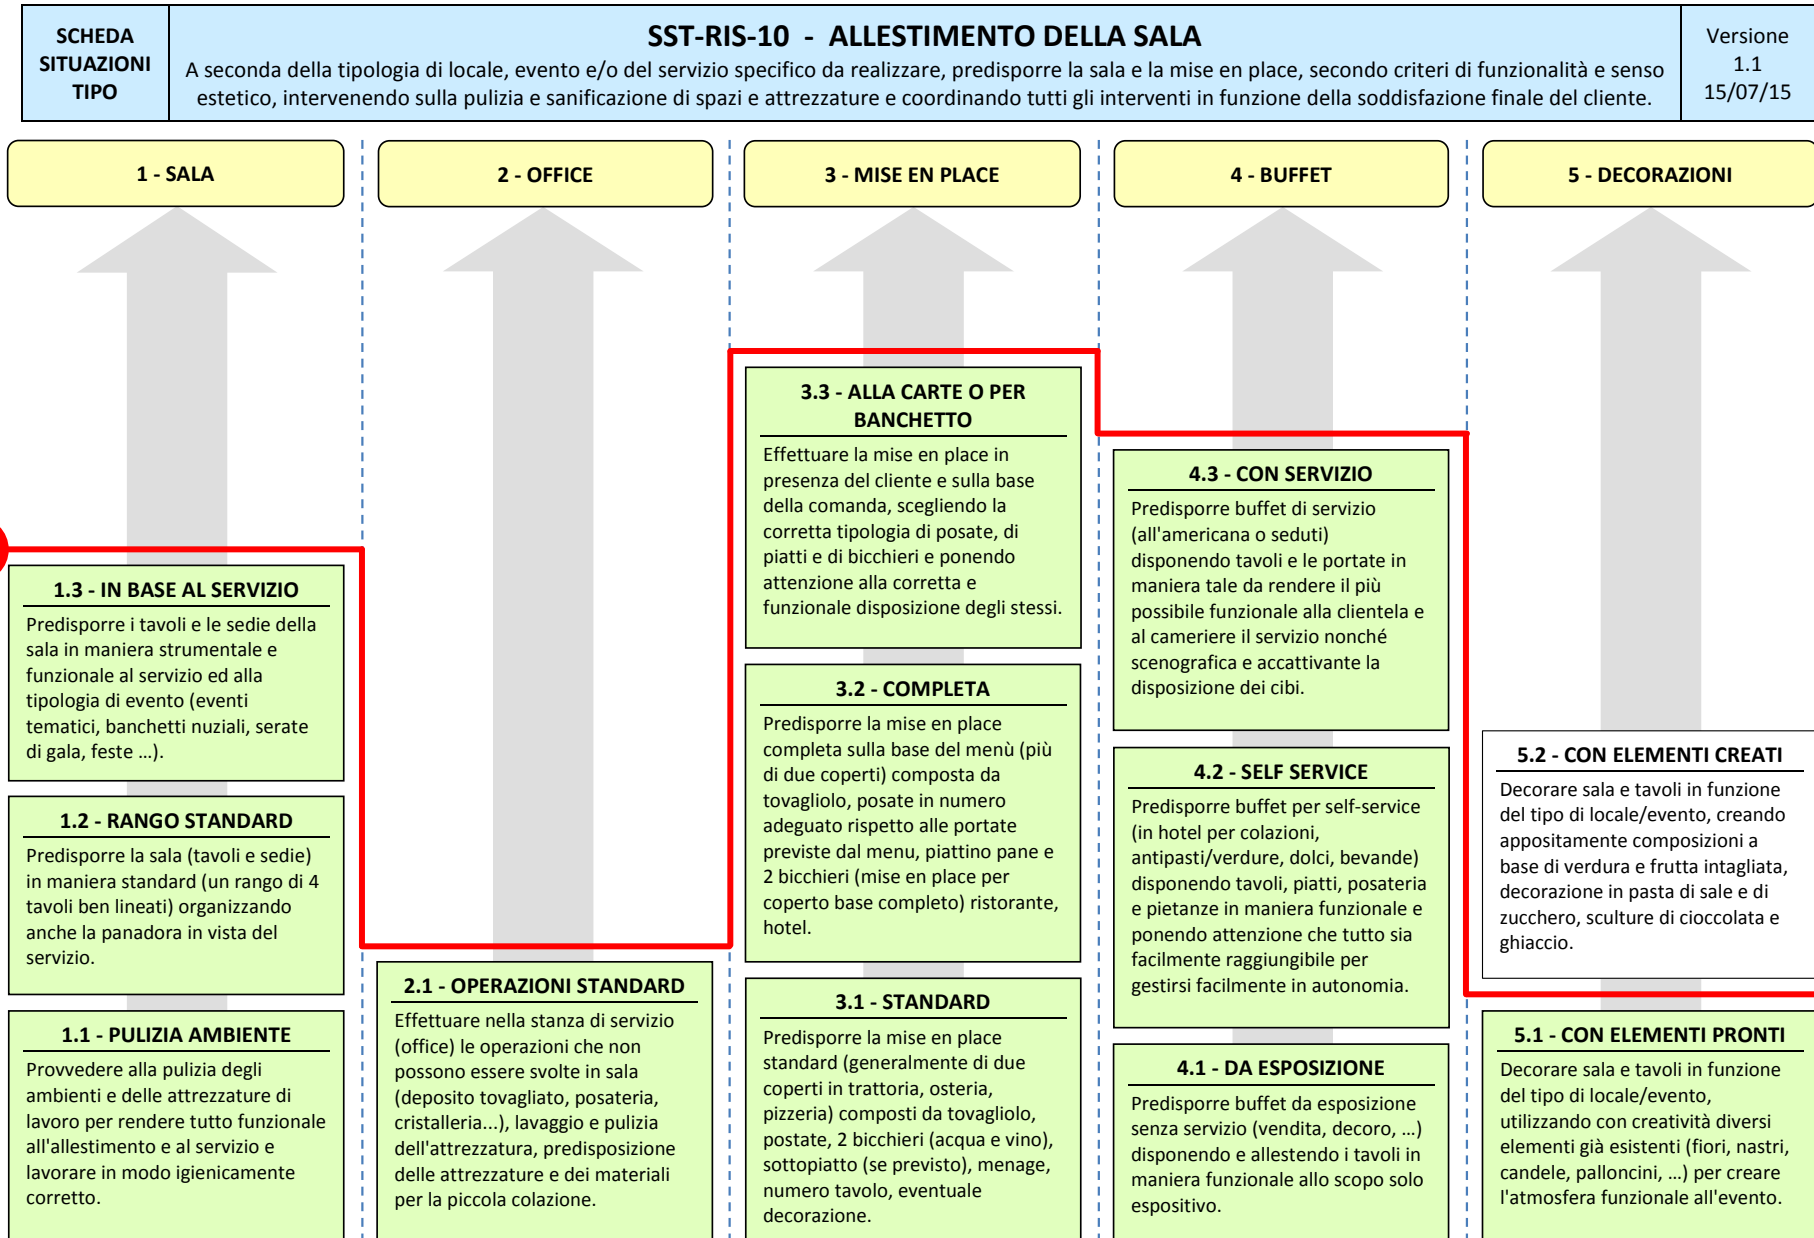 SCHEDA
SITUAZIONI
TIPO
SST-RIS-10 - ALLESTIMENTO DELLA SALA
A seconda della tipologia di locale, evento e/o del servizio specifico da realizzare, predisporre la sala e la mise en place, secondo criteri di funzionalità e senso
estetico, intervenendo sulla pulizia e sanificazione di spazi e attrezzature e coordinando tutti gli interventi in funzione della soddisfazione finale del cliente.
Versione
1.1
15/07/15
1 - SALA
2 - OFFICE
3 - MISE EN PLACE
4 - BUFFET
5 - DECORAZIONI
1.3 - IN BASE AL SERVIZIO
Predisporre i tavoli e le sedie della
sala in maniera strumentale e
funzionale al servizio ed alla
tipologia di evento (eventi
tematici, banchetti nuziali, serate
di gala, feste ...).
1.2 - RANGO STANDARD
Predisporre la sala (tavoli e sedie)
in maniera standard (un rango di 4
tavoli ben lineati) organizzando
anche la panadora in vista del
servizio.
1.1 - PULIZIA AMBIENTE
Provvedere alla pulizia degli
ambienti e delle attrezzature di
lavoro per rendere tutto funzionale
all'allestimento e al servizio e
lavorare in modo igienicamente
corretto.
2.1 - OPERAZIONI STANDARD
Effettuare nella stanza di servizio
(office) le operazioni che non
possono essere svolte in sala
(deposito tovagliato, posateria,
cristalleria...), lavaggio e pulizia
dell'attrezzatura, predisposizione
delle attrezzature e dei materiali
per la piccola colazione.
3.3 - ALLA CARTE O PER
BANCHETTO
Effettuare la mise en place in
presenza del cliente e sulla base
della comanda, scegliendo la
corretta tipologia di posate, di
piatti e di bicchieri e ponendo
attenzione alla corretta e
funzionale disposizione degli stessi.
3.2 - COMPLETA
Predisporre la mise en place
completa sulla base del menù (più
di due coperti) composta da
tovagliolo, posate in numero
adeguato rispetto alle portate
previste dal menu, piattino pane e
2 bicchieri (mise en place per
coperto base completo) ristorante,
hotel.
3.1 - STANDARD
Predisporre la mise en place
standard (generalmente di due
coperti in trattoria, osteria,
pizzeria) composti da tovagliolo,
postate, 2 bicchieri (acqua e vino),
sottopiatto (se previsto), menage,
numero tavolo, eventuale
decorazione.
4.3 - CON SERVIZIO
Predisporre buffet di servizio
(all'americana o seduti)
disponendo tavoli e le portate in
maniera tale da rendere il più
possibile funzionale alla clientela e
al cameriere il servizio nonché
scenografica e accattivante la
disposizione dei cibi.
4.2 - SELF SERVICE
Predisporre buffet per self-service
(in hotel per colazioni,
antipasti/verdure, dolci, bevande)
disponendo tavoli, piatti, posateria
e pietanze in maniera funzionale e
ponendo attenzione che tutto sia
facilmente raggiungibile per
gestirsi facilmente in autonomia.
4.1 - DA ESPOSIZIONE
Predisporre buffet da esposizione
senza servizio (vendita, decoro, ...)
disponendo e allestendo i tavoli in
maniera funzionale allo scopo solo
espositivo.
5.2 - CON ELEMENTI CREATI
Decorare sala e tavoli in funzione
del tipo di locale/evento, creando
appositamente composizioni a
base di verdura e frutta intagliata,
decorazione in pasta di sale e di
zucchero, sculture di cioccolata e
ghiaccio.
5.1 - CON ELEMENTI PRONTI
Decorare sala e tavoli in funzione
del tipo di locale/evento,
utilizzando con creatività diversi
elementi già esistenti (fiori, nastri,
candele, palloncini, ...) per creare
l'atmosfera funzionale all'evento.